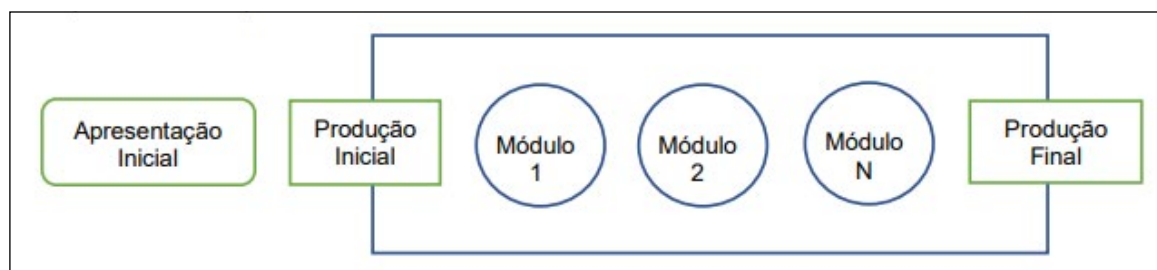 Apresentação
Inicial
Produção
Inicial
Módulo
1
Módulo
2
Módulo
N
Produção
Final